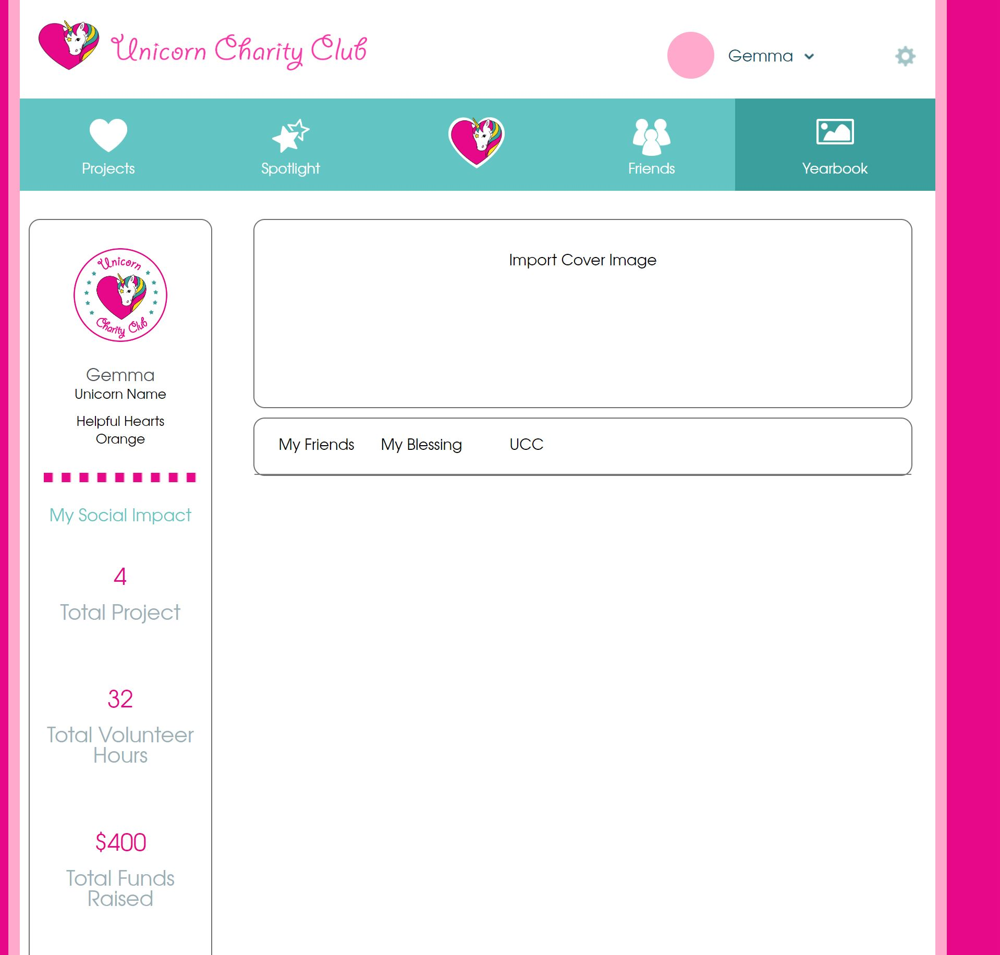 Unicorn Charity Club
Gemma
Projects
Spotlight
Friends
Yearbook
Unicorn
Charity Club
Gemma
Unicorn Name
Helpful Hearts
Orange
My Social Impact
4
Total Project
32
Total Volunteer
Hours
$400
Total Funds
Raised
Import Cover Image
My Friends My Blessing UCC